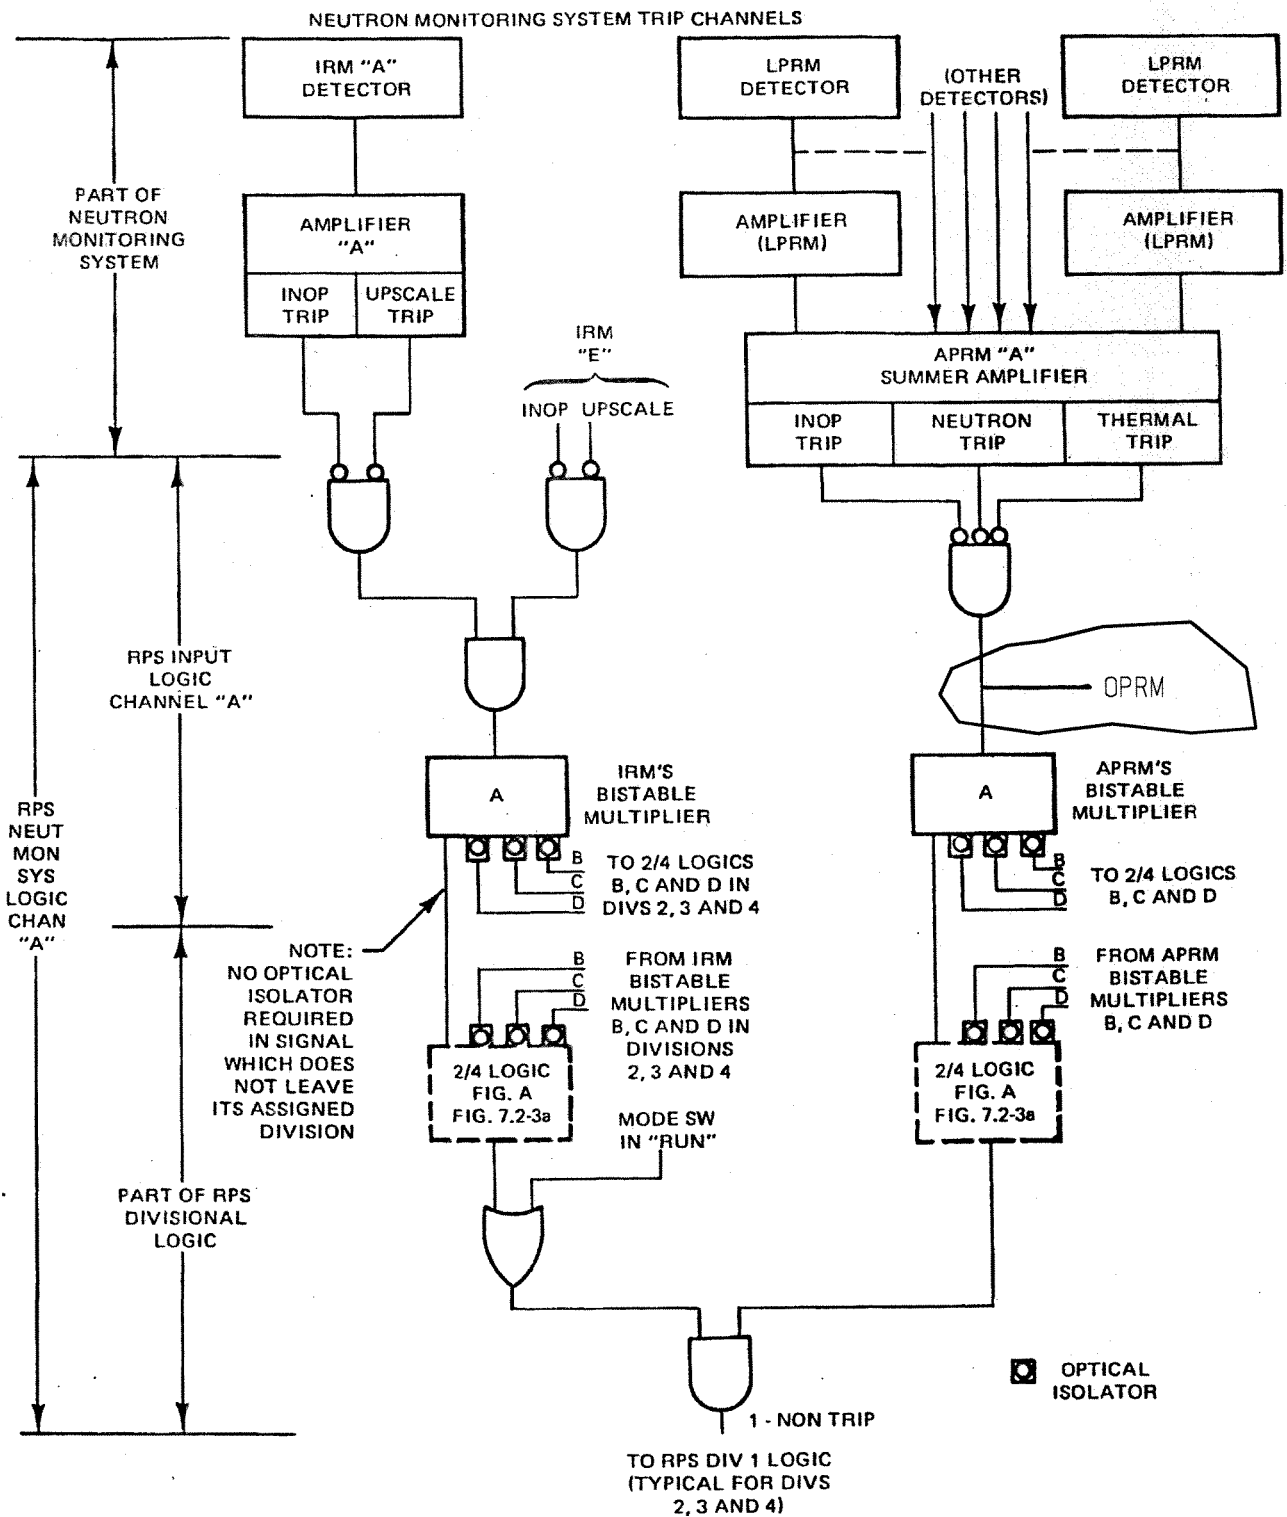 NEUTRON MONITORING SYSTEM TRIP CHANNELS
IRM "A"
DETECTOR
LPRM
DETECTOR
(OTHER
DETECTORS)
LPRM
DETECTOR
PART OF
NEUTRON
MONITORING
SYSTEM
AMPLIFIER
"A"
INOP
TRIP
UPSCALE
TRIP
AMPLIFIER
(LPRM)
AMPLIFIER
(LPRM)
IRM
"E"
INOP UPSCALE
APRM "A"
SUMMER AMPLIFIER
INOP
TRIP
NEUTRON
TRIP
THERMAL
TRIP
RPS INPUT
LOGIC
CHANNEL "A"
OPRM
RPS
NEUT
MON
SYS
LOGIC
CHAN
"A"
A
IRM'S
BISTABLE
MULTIPLIER
A
APRM'S
BISTABLE
MULTIPLIER
B
C
D
TO 2/4 LOGICS
B, C AND D IN
DIVS 2, 3 AND 4
B
C
D
TO 2/4 LOGICS
B, C AND D
NOTE:
NO OPTICAL
ISOLATOR
REQUIRED
IN SIGNAL
WHICH DOES
NOT LEAVE
ITS ASSIGNED
DIVISION
B
C
D
FROM IRM
BISTABLE
MULTIPLIERS
B, C AND D IN
DIVISIONS
2, 3 AND 4
B
C
D
FROM APRM
BISTABLE
MULTIPLIERS
B, C AND D
2/4 LOGIC
FIG. A
FIG. 7.2-3a
2/4 LOGIC
FIG. A
FIG. 7.2-3a
MODE SW
IN "RUN"
PART OF RPS
DIVISIONAL
LOGIC
OPTICAL
ISOLATOR
1 - NON TRIP
TO RPS DIV 1 LOGIC
(TYPICAL FOR DIVS
2, 3 AND 4)